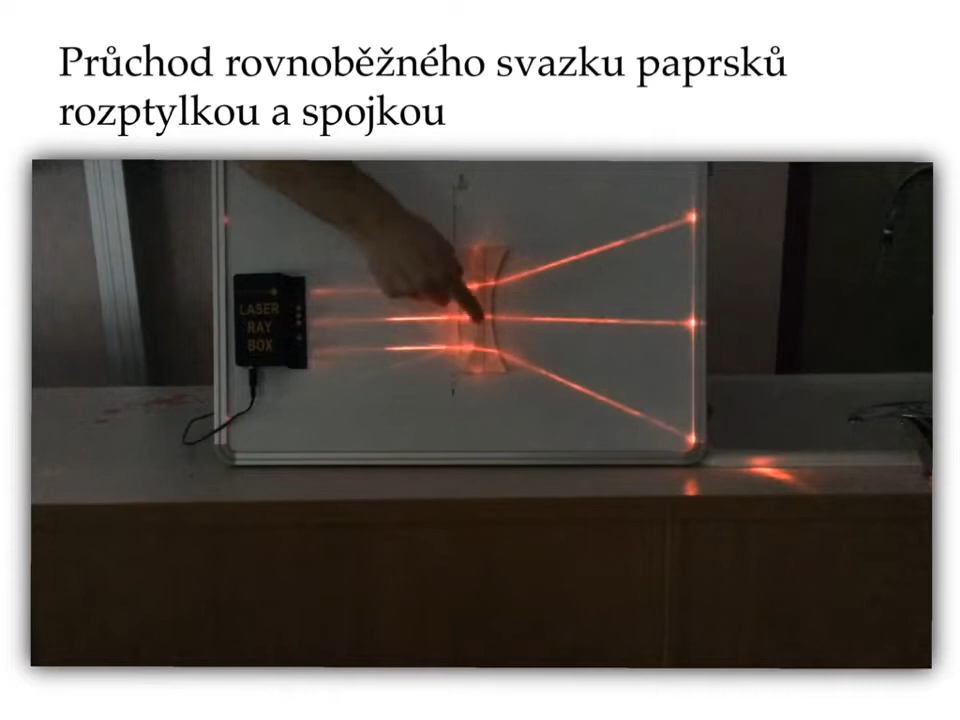 Průchod rovnoběžného svazku paprsků
rozptylkou a spojkou
LASER
RAY
BOX